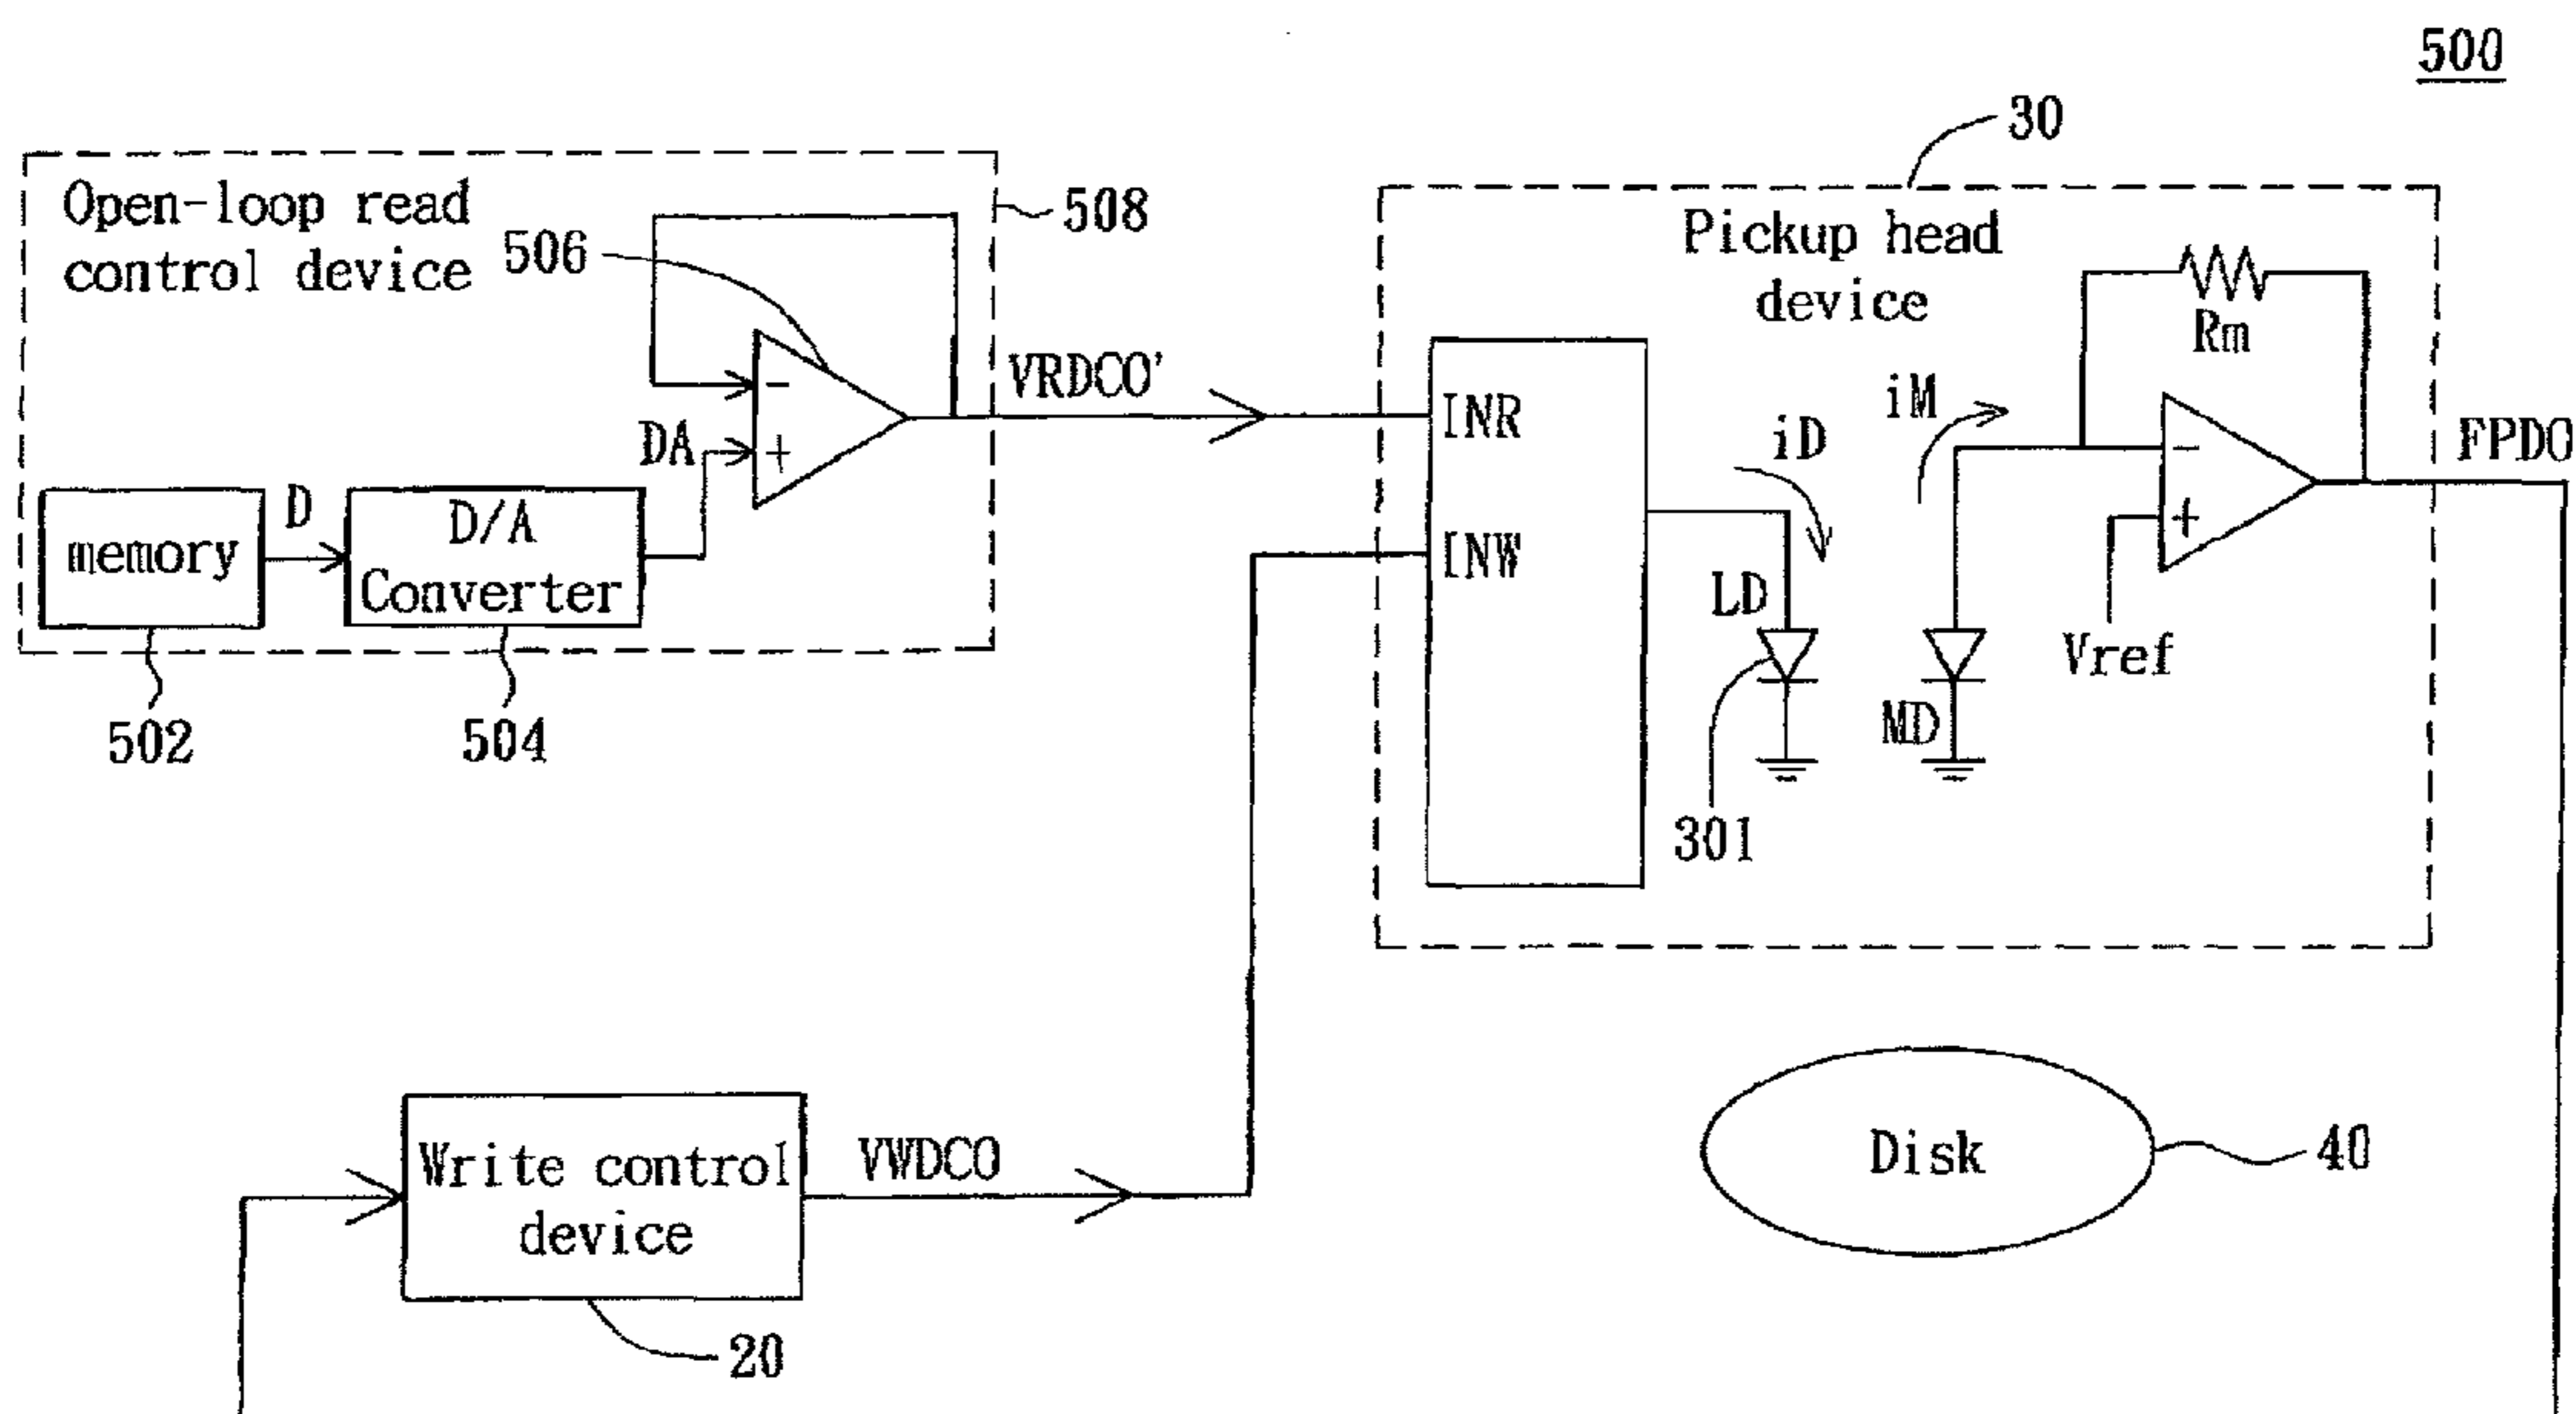 500
30
Open-loop read
control device
506
508
Pickup head
device
Rm
VRDCO'
INR
iD
iM
-
+
DA
FPDO
-
+
memory
D
D/A
Converter
INW
LD
Vref
MD
502
504
301
Write control
device
VWDCO
Disk
40
20